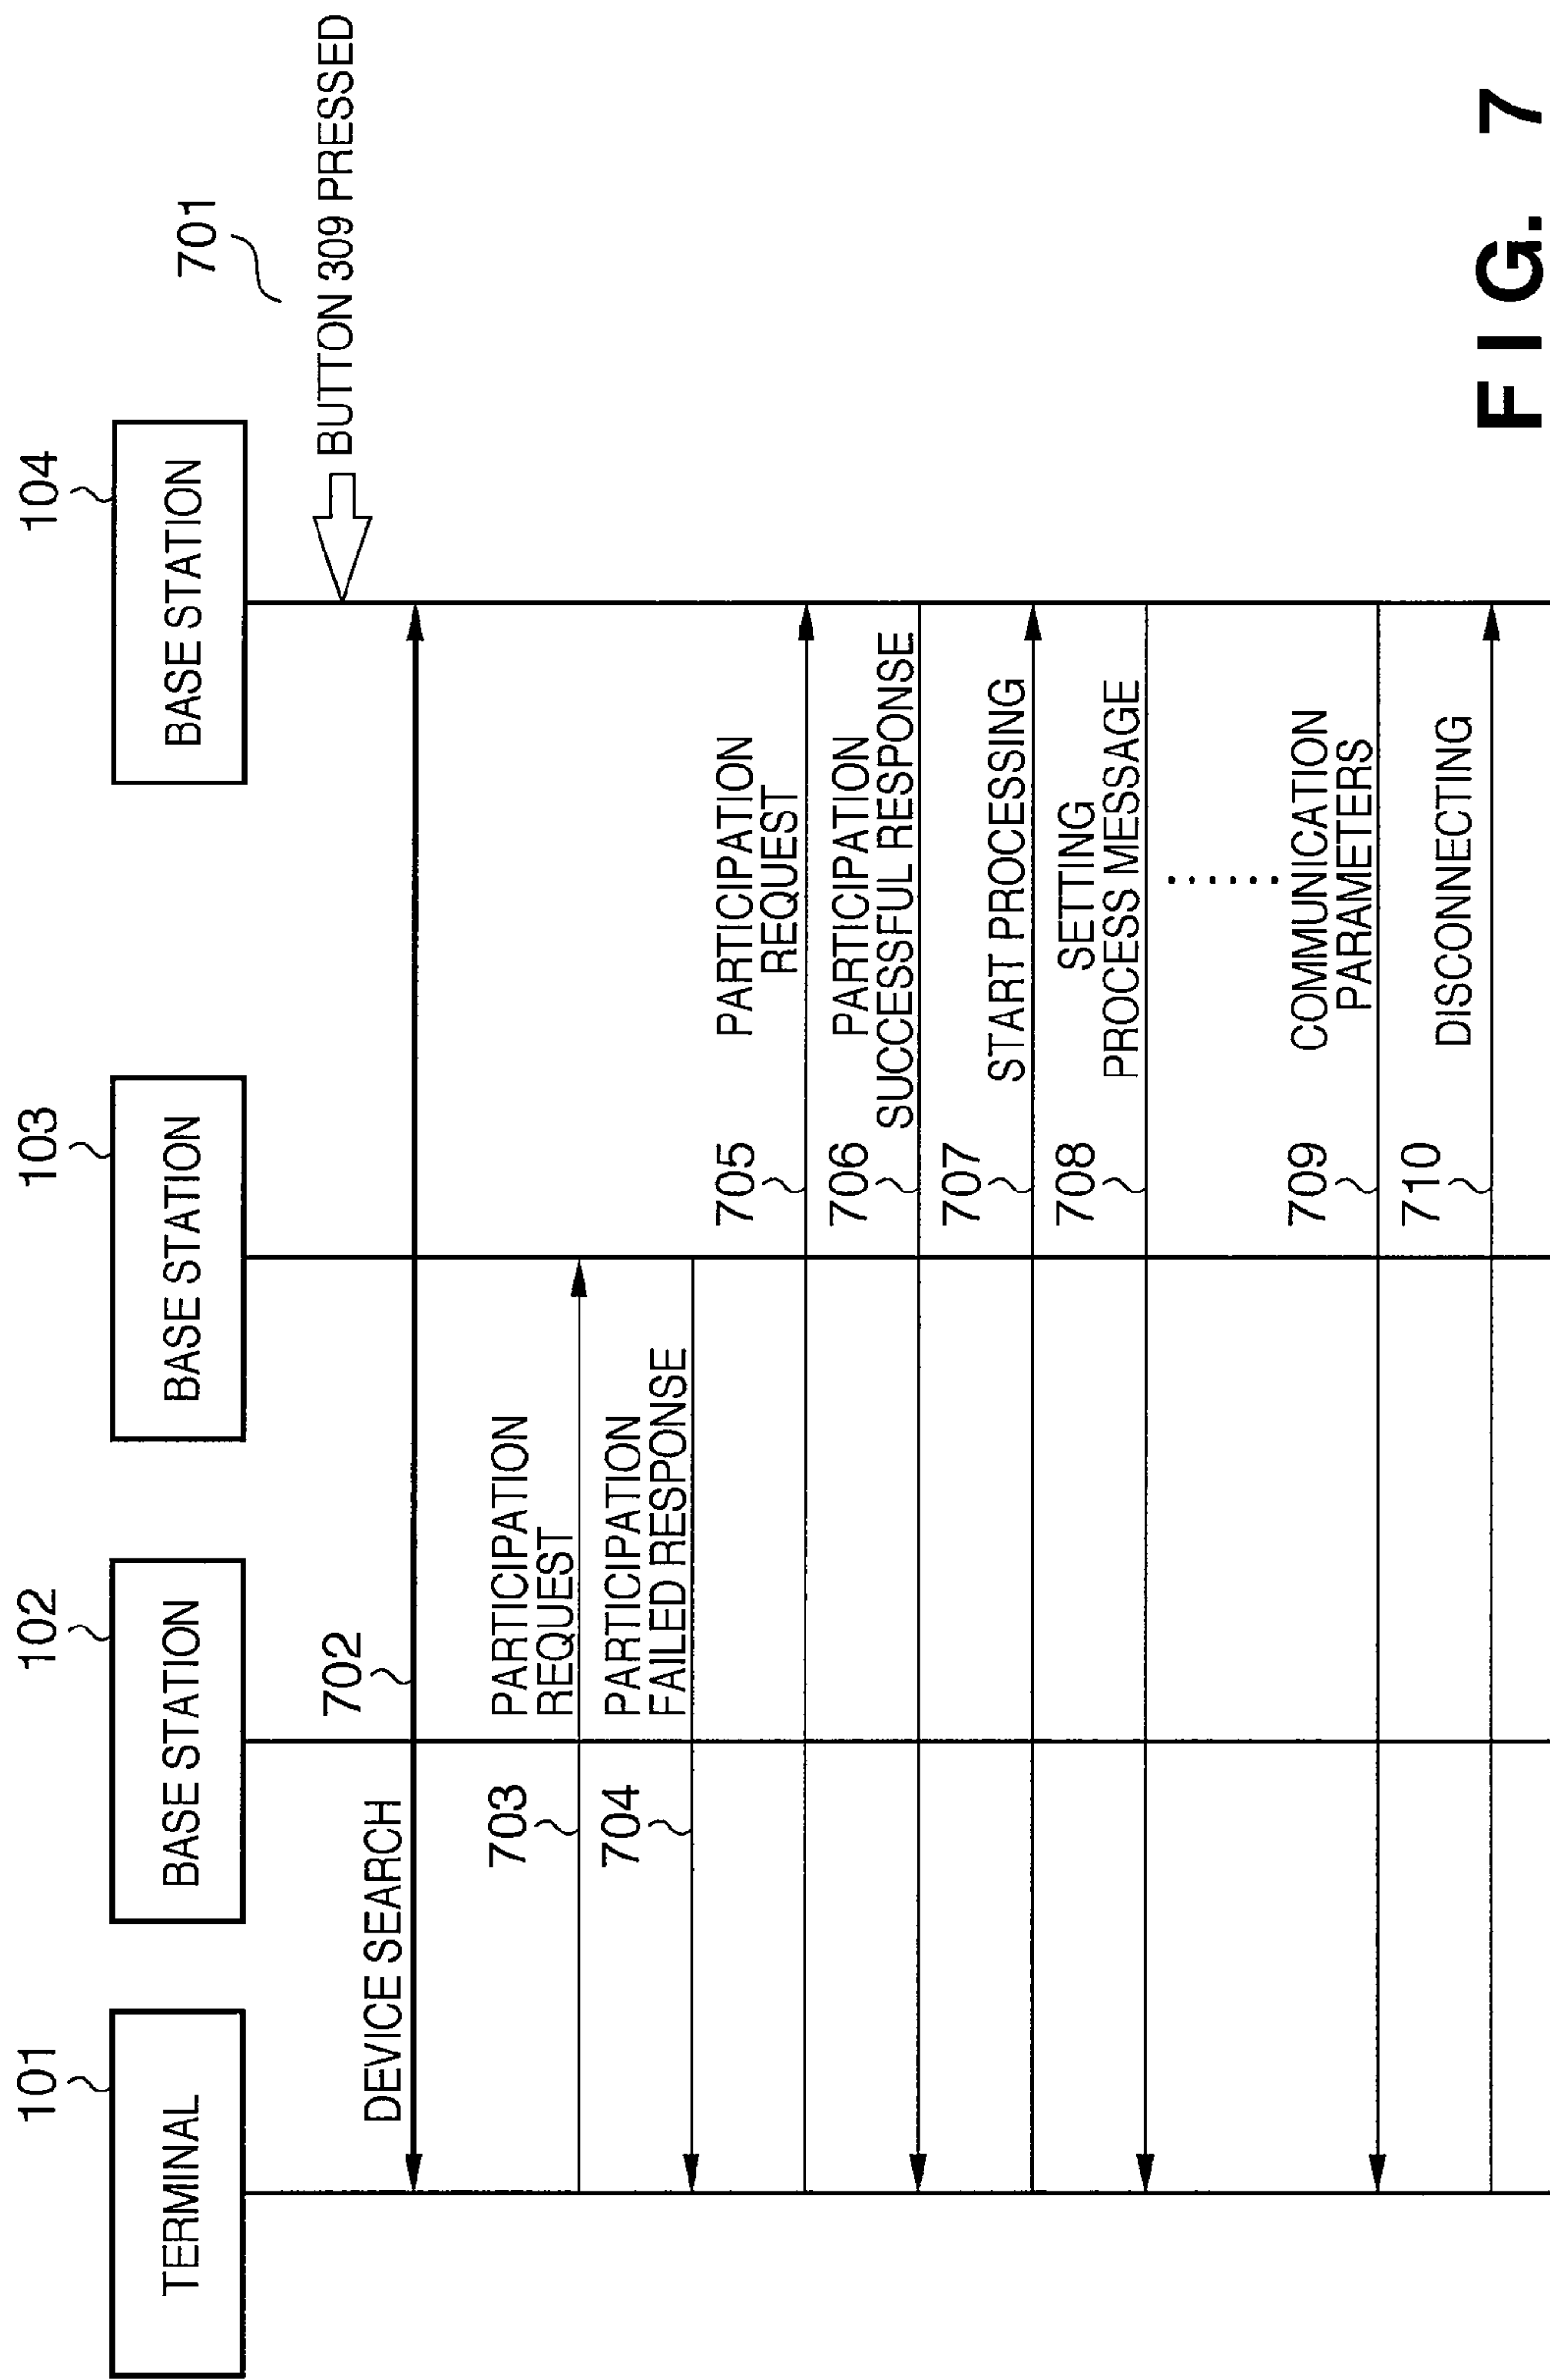 101
102
103
104
TERMINAL
BASE STATION
BASE STATION
BASE STATION
701
BUTTON 309 PRESSED
702
DEVICE SEARCH
703
PARTICIPATION
REQUEST
704
PARTICIPATION
FAILED RESPONSE
705
PARTICIPATION
REQUEST
706
PARTICIPATION
SUCCESSFUL RESPONSE
707
START PROCESSING
708
SETTING
PROCESS MESSAGE
......
709
COMMUNICATION
PARAMETERS
710
DISCONNECTING
FIG. 7